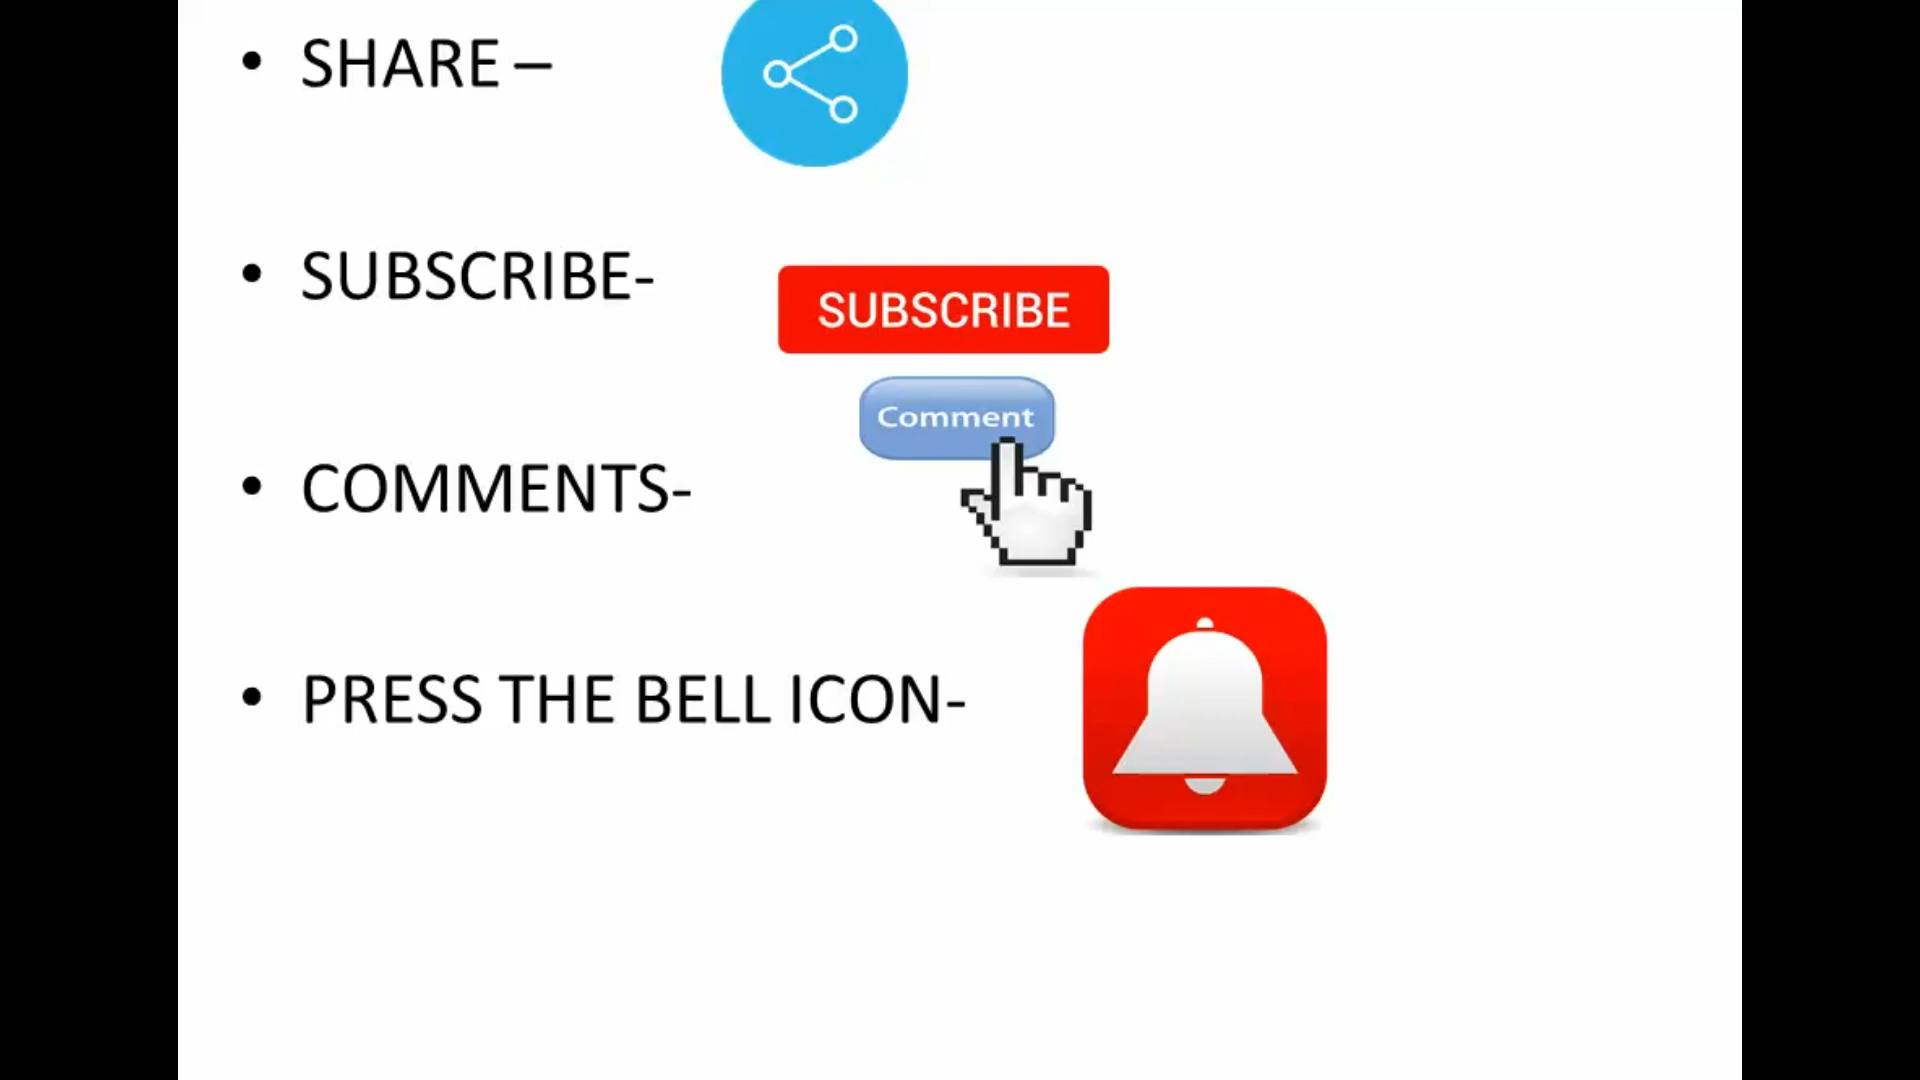 • SHARE –
• SUBSCRIBE-
SUBSCRIBE
Comment
• COMMENTS-
• PRESS THE BELL ICON-